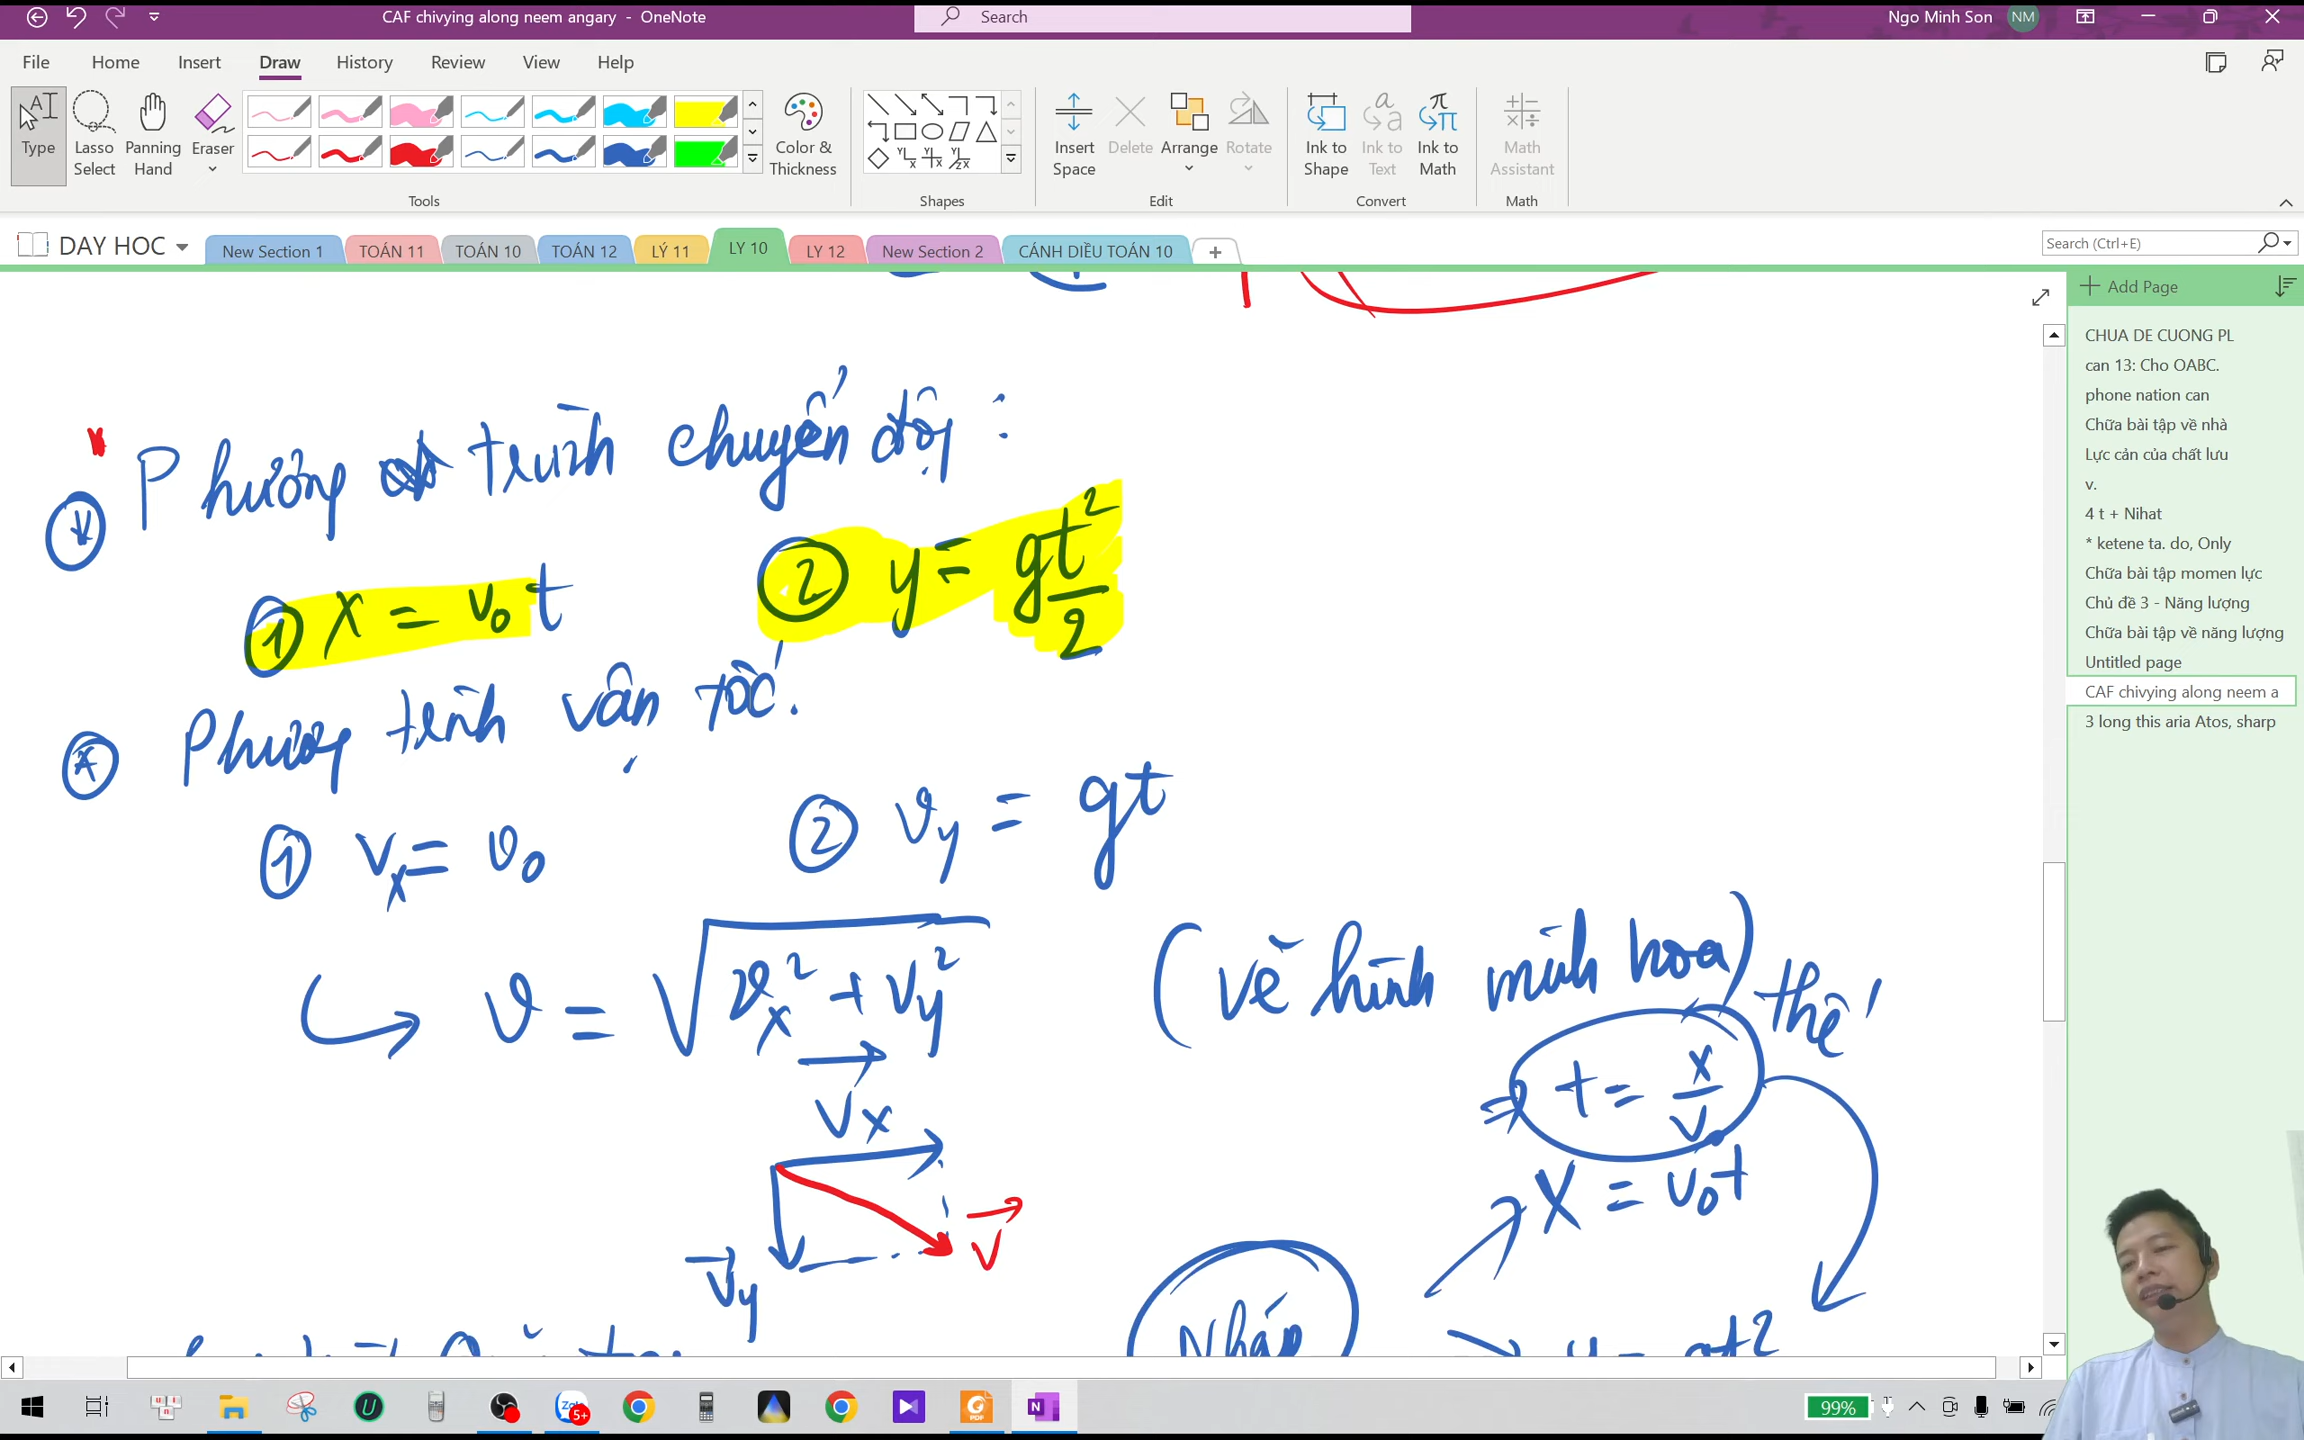 CAF chivying along neem angary - OneNote
Search
Ngo Minh Son
NM
File Home Insert Draw History Review View Help
Type
Lasso Select
Panning Hand
Eraser
Color & Thickness
Insert Space
Delete
Arrange
Rotate
Ink to Shape
Ink to Text
Ink to Math
Math Assistant
Tools
Shapes
Edit
Convert
Math
DAY HOC
New Section 1
TOÁN 11
TOÁN 10
TOÁN 12
LÝ 11
LY 10
LY 12
New Section 2
CÁNH DIỀU TOÁN 10
Search (Ctrl+E)
Add Page
CHUA DE CUONG PL
can 13: Cho OABC.
phone nation can
Chữa bài tập về nhà
Lực cản của chất lưu
v.
4 t + Nihat
* ketene ta. do, Only
Chữa bài tập momen lực
Chủ đề 3 - Năng lượng
Chữa bài tập về năng lượng
Untitled page
CAF chivying along neem a
3 long this aria Atos, sharp
Phương trình chuyển động :
① x = v₀t ② y = gt²/2
Phương trình vận tốc.
① vₓ = v₀ ② v_y = gt
v = √(vₓ² + v_y²) (vẽ hình minh hoạ)
thế
⇒ t = x/v₀
vₓ
x = v₀t
v
v_y
Nháp
99%